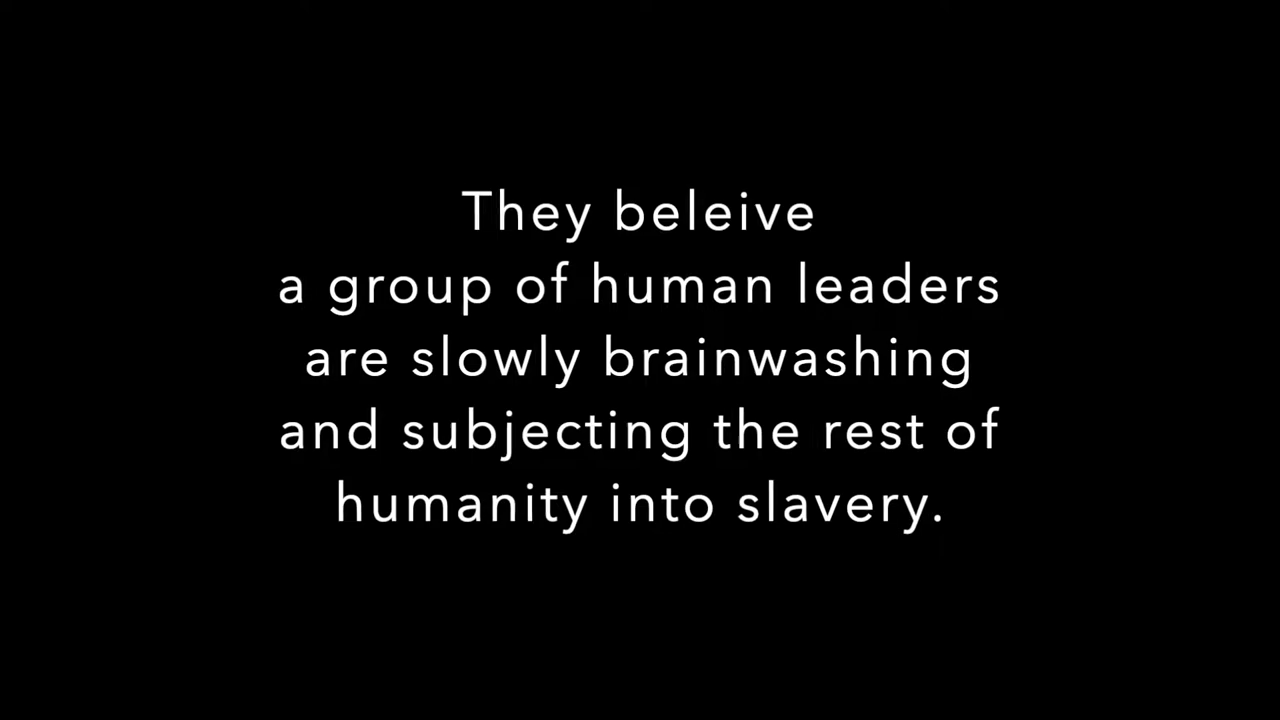 They beleive
a group of human leaders
are slowly brainwashing
and subjecting the rest of
humanity into slavery.